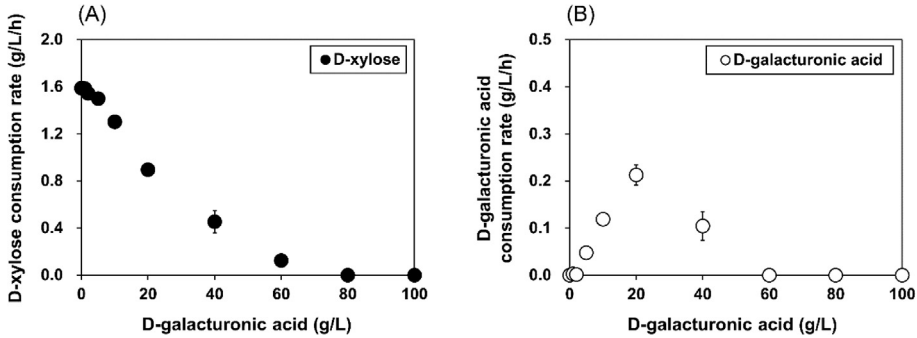 (A)
D-xylose consumption rate (g/L/h)
2.0
1.6
1.2
0.8
0.4
0.0
D-xylose
0 20 40 60 80 100
D-galacturonic acid (g/L)
(B)
D-galacturonic acid
consumption rate (g/L/h)
0.5
0.4
0.3
0.2
0.1
0.0
D-galacturonic acid
0 20 40 60 80 100
D-galacturonic acid (g/L)